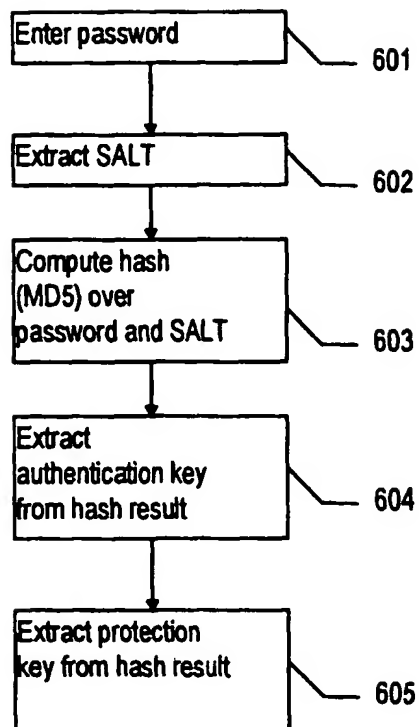 Enter password
601
Extract SALT
602
Compute hash
(MD5) over
password and SALT
603
Extract
authentication key
from hash result
604
Extract protection
key from hash result
605